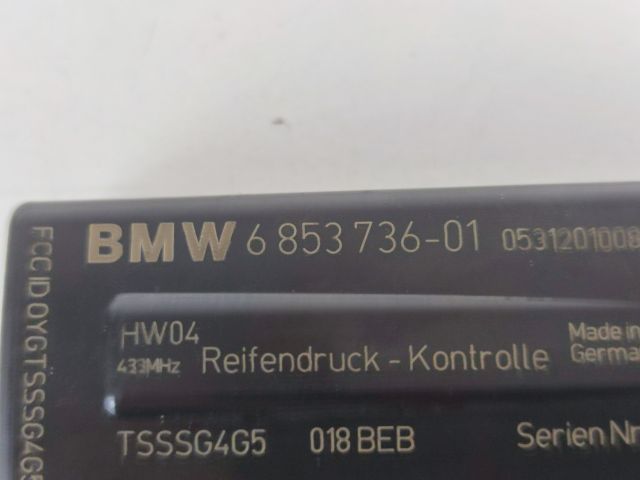 BMW 6 853 736-01 0531201008
HW04
433MHz Reifendruck - Kontrolle
Made in
Germa
TSSSG4G5 018 BEB Serien Nr
FCC ID OYGTSSSG4G5